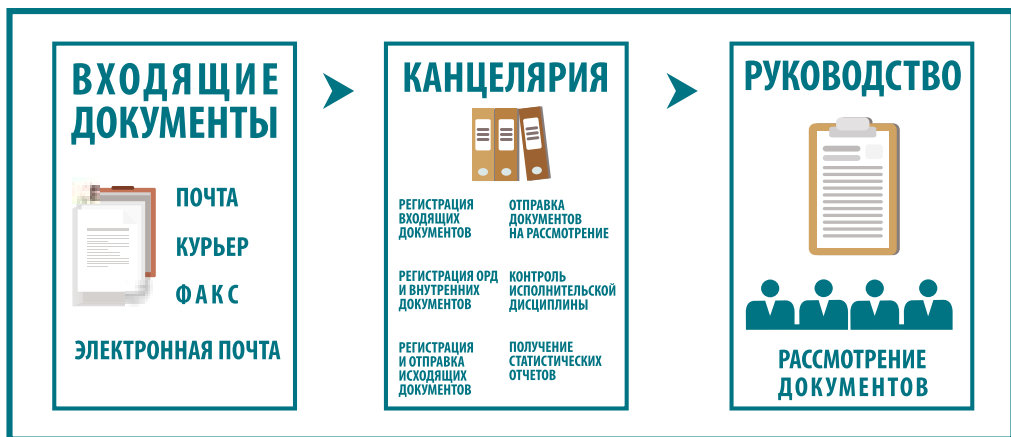 ВХОДЯЩИЕ
ДОКУМЕНТЫ
ПОЧТА
КУРЬЕР
ФАКС
ЭЛЕКТРОННАЯ ПОЧТА
КАНЦЕЛЯРИЯ
РЕГИСТРАЦИЯ
ВХОДЯЩИХ
ДОКУМЕНТОВ
ОТПРАВКА
ДОКУМЕНТОВ
НА РАССМОТРЕНИЕ
РЕГИСТРАЦИЯ ОРД
И ВНУТРЕННИХ
ДОКУМЕНТОВ
КОНТРОЛЬ
ИСПОЛНИТЕЛЬСКОЙ
ДИСЦИПЛИНЫ
РЕГИСТРАЦИЯ
И ОТПРАВКА
ИСХОДЯЩИХ
ДОКУМЕНТОВ
ПОЛУЧЕНИЕ
СТАТИСТИЧЕСКИХ
ОТЧЕТОВ
РУКОВОДСТВО
РАССМОТРЕНИЕ
ДОКУМЕНТОВ